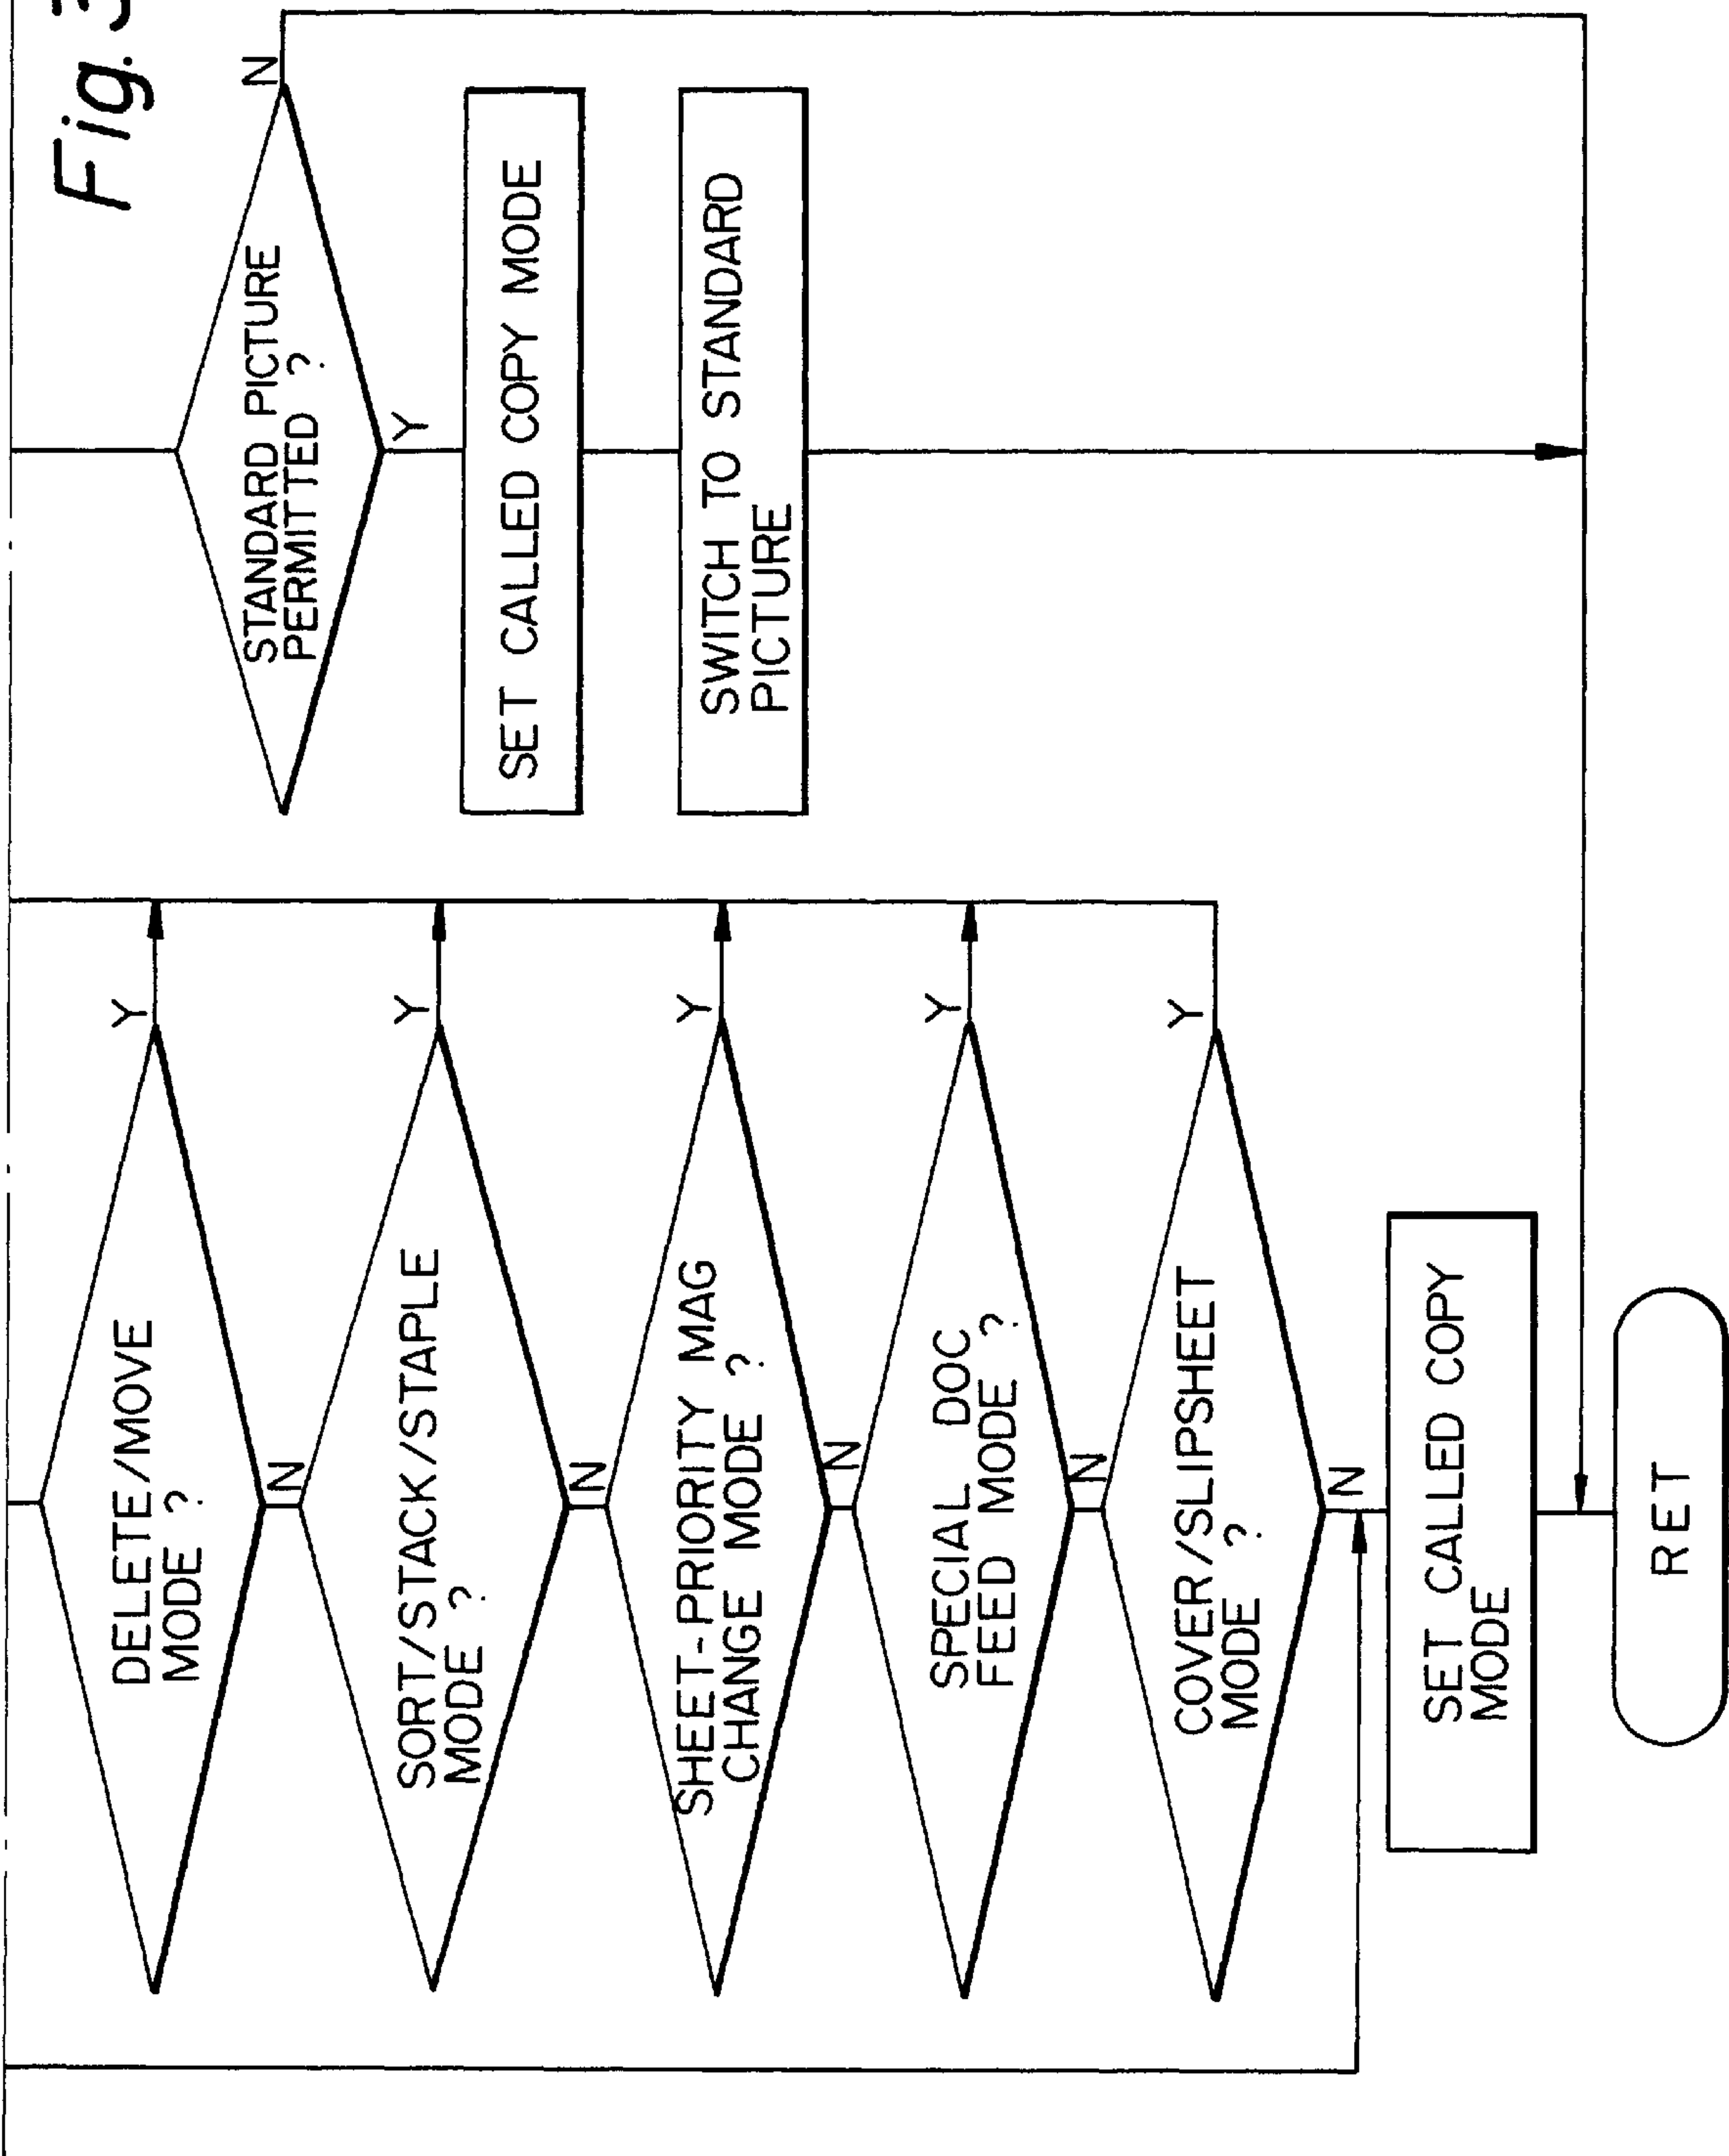 Fig. 3
DELETE/MOVE
MODE ?
Y
N
SORT/STACK/STAPLE
MODE ?
Y
N
SHEET-PRIORITY MAG
CHANGE MODE ?
Y
N
SPECIAL DOC
FEED MODE ?
Y
N
COVER/SLIPSHEET
MODE ?
Y
N
SET CALLED COPY
MODE
RET
STANDARD PICTURE
PERMITTED ?
N
Y
SET CALLED COPY MODE
SWITCH TO STANDARD
PICTURE